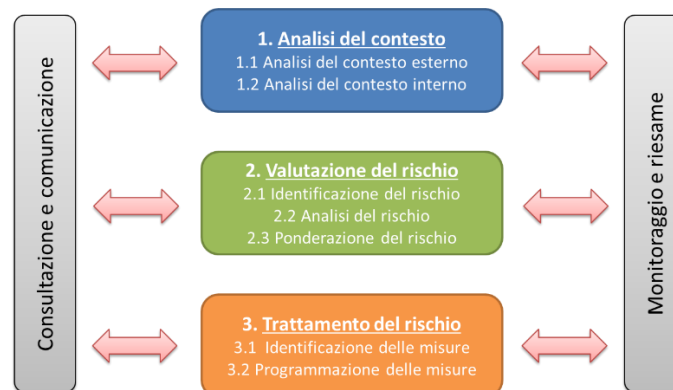 Consultazione e comunicazione
1. Analisi del contesto
1.1 Analisi del contesto esterno
1.2 Analisi del contesto interno
2. Valutazione del rischio
2.1 Identificazione del rischio
2.2 Analisi del rischio
2.3 Ponderazione del rischio
3. Trattamento del rischio
3.1 Identificazione delle misure
3.2 Programmazione delle misure
Monitoraggio e riesame